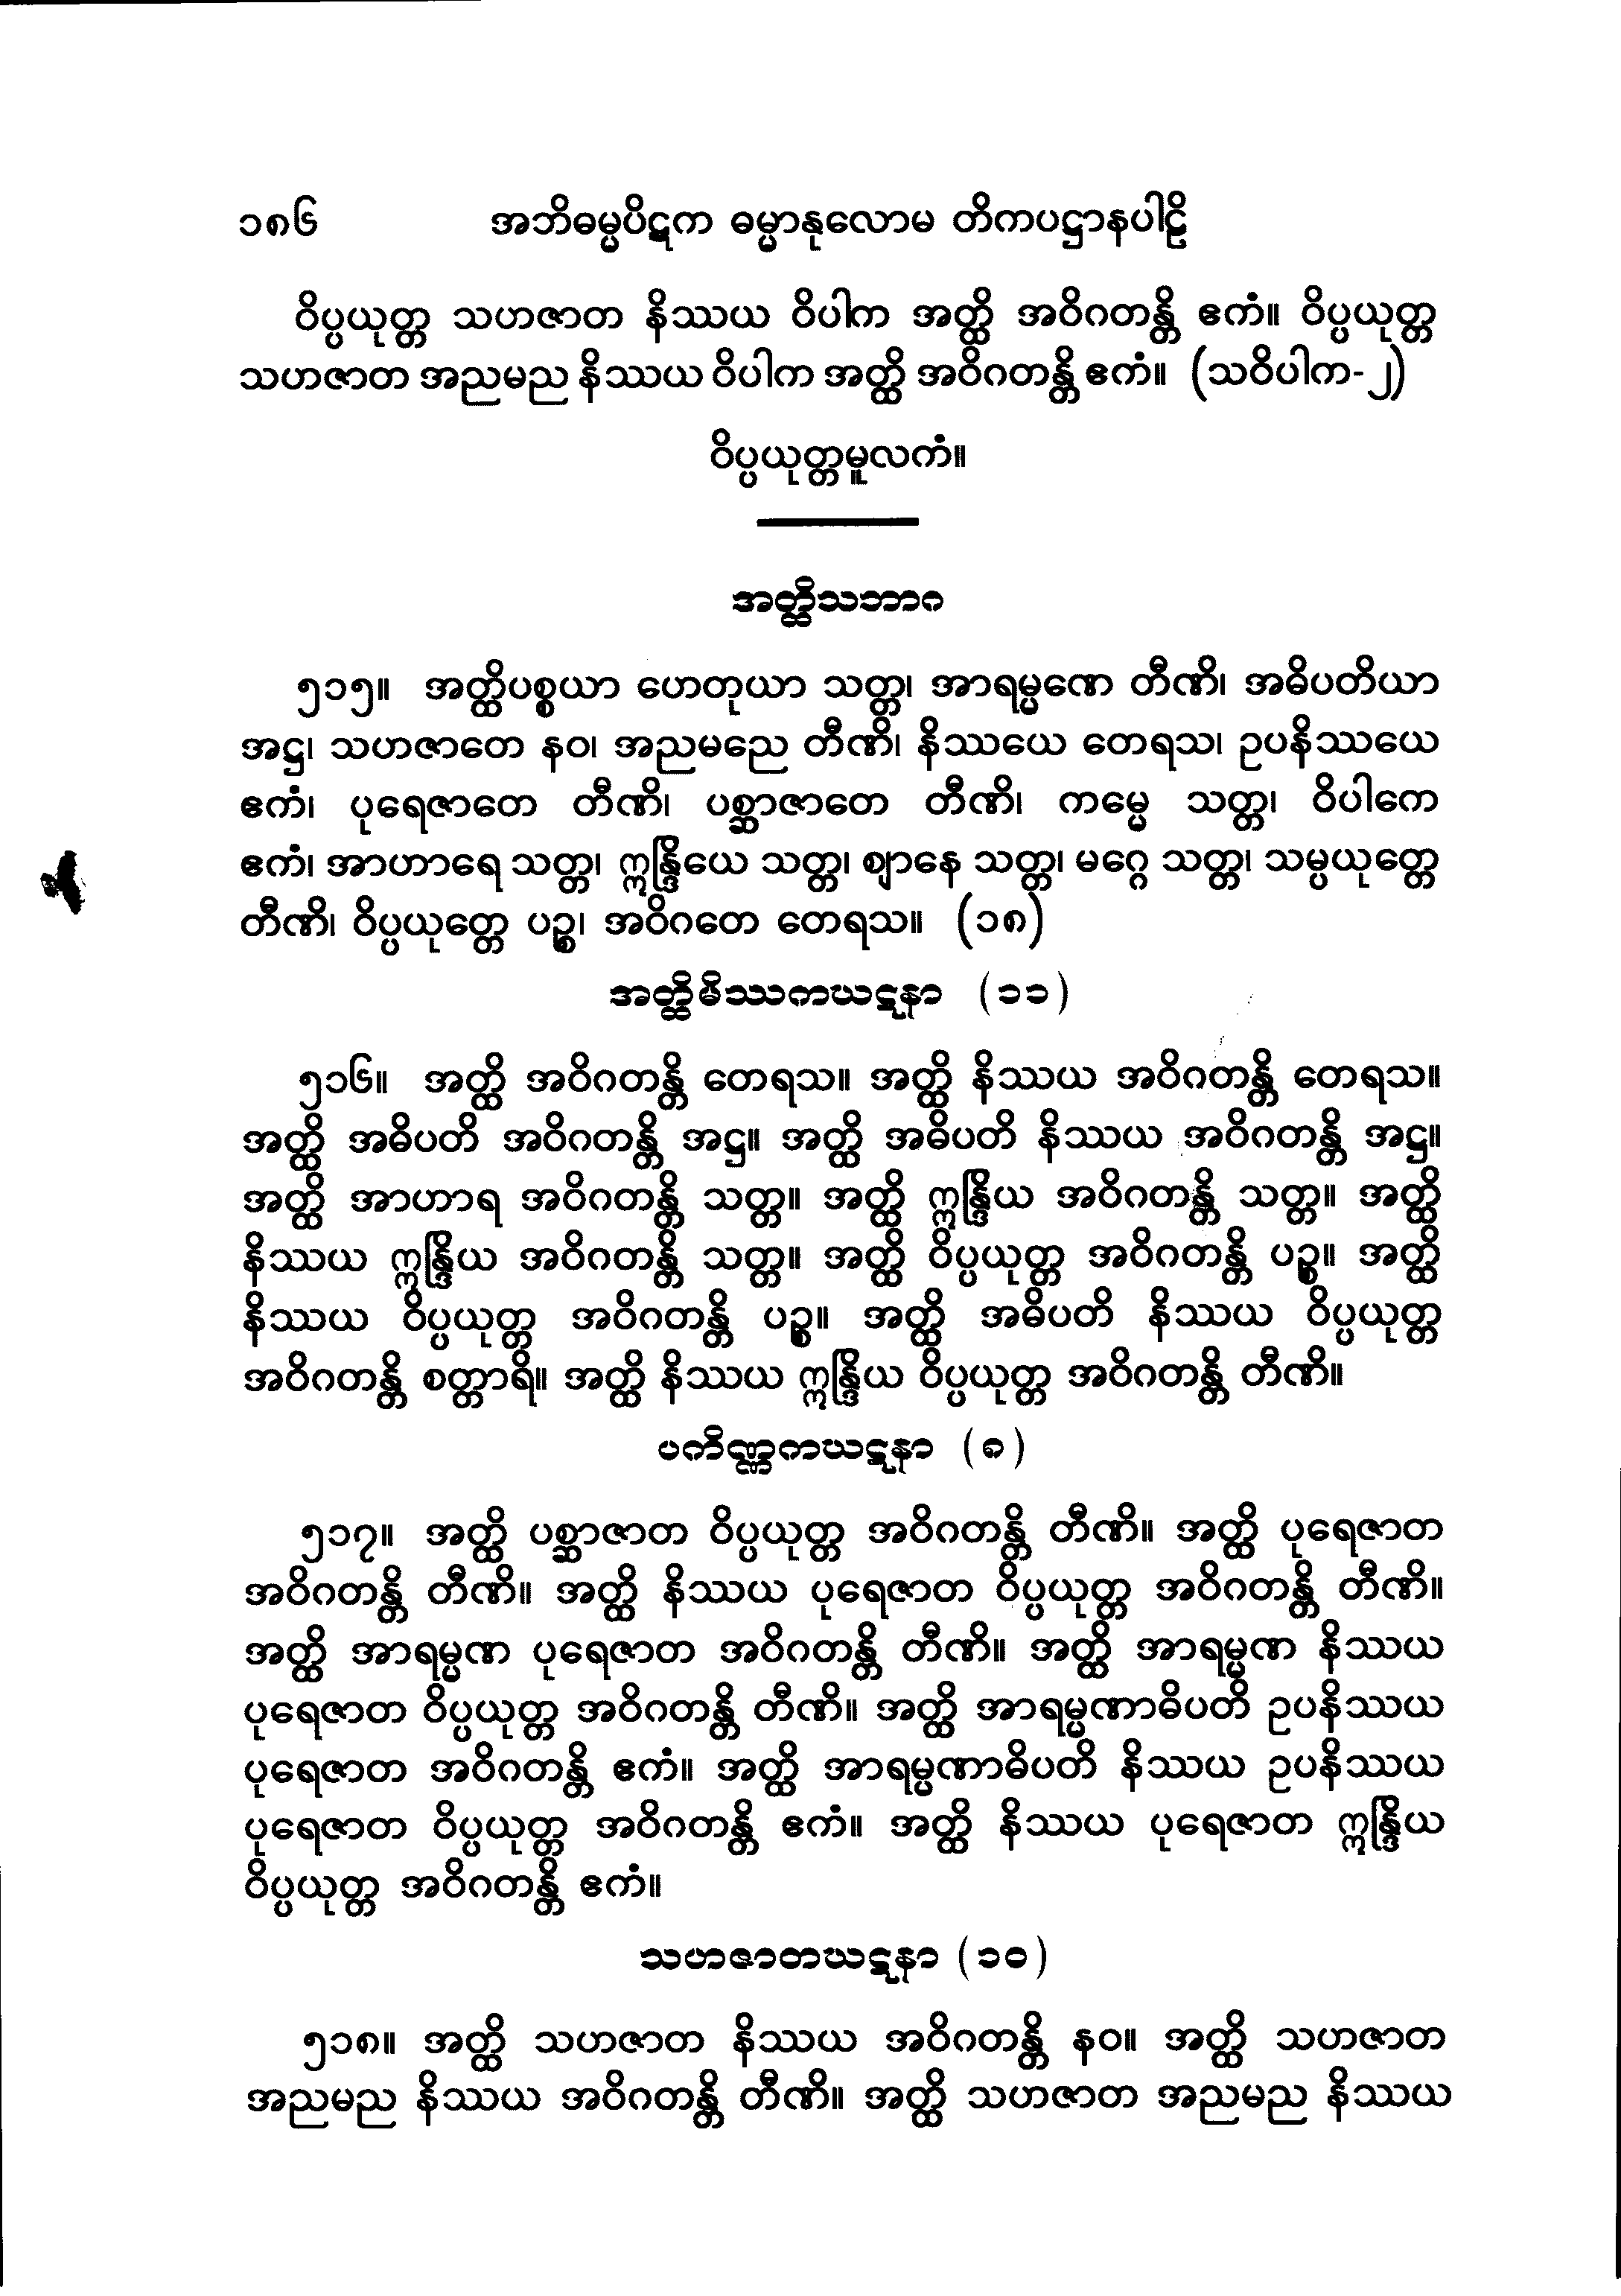 ၁၈၆ အဘိဓမ္မပိဋက ဓမ္မာနုလောမ တိကပဋ္ဌာနပါဠိ
ဝိပ္ပယုတ္တ သဟဇာတ နိဿယ ဝိပါက အတ္ထိ အဝိဂတန္တိ ဧကံ။ ဝိပ္ပယုတ္တ
သဟဇာတ အညမည နိဿယ ဝိပါက အတ္ထိ အဝိဂတန္တိ ဧကံ။ (သဝိပါက-၂)
ဝိပ္ပယုတ္တမူလကံ။
အတ္ထိသဘာဂ
၅၁၅။ အတ္ထိပစ္စယာ ဟေတုယာ သတ္တ၊ အာရမ္မဏေ တီဏိ၊ အဓိပတိယာ
အဋ္ဌ၊ သဟဇာတေ နဝ၊ အညမညေ တီဏိ၊ နိဿယေ တေရသ၊ ဥပနိဿယေ
ဧကံ၊ ပုရေဇာတေ တီဏိ၊ ပစ္ဆာဇာတေ တီဏိ၊ ကမ္မေ သတ္တ၊ ဝိပါကေ
ဧကံ၊ အာဟာရေ သတ္တ၊ ဣန္ဒြိယေ သတ္တ၊ ဈာနေ သတ္တ၊ မဂ္ဂေ သတ္တ၊ သမ္ပယုတ္တေ
တီဏိ၊ ဝိပ္ပယုတ္တေ ပဉ္စ၊ အဝိဂတေ တေရသ။ (၁၈)
အတ္ထိမိဿကဃဋနာ (၁၁)
၅၁၆။ အတ္ထိ အဝိဂတန္တိ တေရသ။ အတ္ထိ နိဿယ အဝိဂတန္တိ တေရသ။
အတ္ထိ အဓိပတိ အဝိဂတန္တိ အဋ္ဌ။ အတ္ထိ အဓိပတိ နိဿယ အဝိဂတန္တိ အဋ္ဌ။
အတ္ထိ အာဟာရ အဝိဂတန္တိ သတ္တ။ အတ္ထိ ဣန္ဒြိယ အဝိဂတန္တိ သတ္တ။ အတ္ထိ
နိဿယ ဣန္ဒြိယ အဝိဂတန္တိ သတ္တ။ အတ္ထိ ဝိပ္ပယုတ္တ အဝိဂတန္တိ ပဉ္စ။ အတ္ထိ
နိဿယ ဝိပ္ပယုတ္တ အဝိဂတန္တိ ပဉ္စ။ အတ္ထိ အဓိပတိ နိဿယ ဝိပ္ပယုတ္တ
အဝိဂတန္တိ စတ္တာရိ။ အတ္ထိ နိဿယ ဣန္ဒြိယ ဝိပ္ပယုတ္တ အဝိဂတန္တိ တီဏိ။
ပကိဏ္ဏကဃဋနာ (၈)
၅၁၇။ အတ္ထိ ပစ္ဆာဇာတ ဝိပ္ပယုတ္တ အဝိဂတန္တိ တီဏိ။ အတ္ထိ ပုရေဇာတ
အဝိဂတန္တိ တီဏိ။ အတ္ထိ နိဿယ ပုရေဇာတ ဝိပ္ပယုတ္တ အဝိဂတန္တိ တီဏိ။
အတ္ထိ အာရမ္မဏ ပုရေဇာတ အဝိဂတန္တိ တီဏိ။ အတ္ထိ အာရမ္မဏ နိဿယ
ပုရေဇာတ ဝိပ္ပယုတ္တ အဝိဂတန္တိ တီဏိ။ အတ္ထိ အာရမ္မဏာဓိပတိ ဥပနိဿယ
ပုရေဇာတ အဝိဂတန္တိ ဧကံ။ အတ္ထိ အာရမ္မဏာဓိပတိ နိဿယ ဥပနိဿယ
ပုရေဇာတ ဝိပ္ပယုတ္တ အဝိဂတန္တိ ဧကံ။ အတ္ထိ နိဿယ ပုရေဇာတ ဣန္ဒြိယ
ဝိပ္ပယုတ္တ အဝိဂတန္တိ ဧကံ။
သဟဇာတဃဋနာ (၁၀)
၅၁၈။ အတ္ထိ သဟဇာတ နိဿယ အဝိဂတန္တိ နဝ။ အတ္ထိ သဟဇာတ
အညမည နိဿယ အဝိဂတန္တိ တီဏိ။ အတ္ထိ သဟဇာတ အညမည နိဿယ